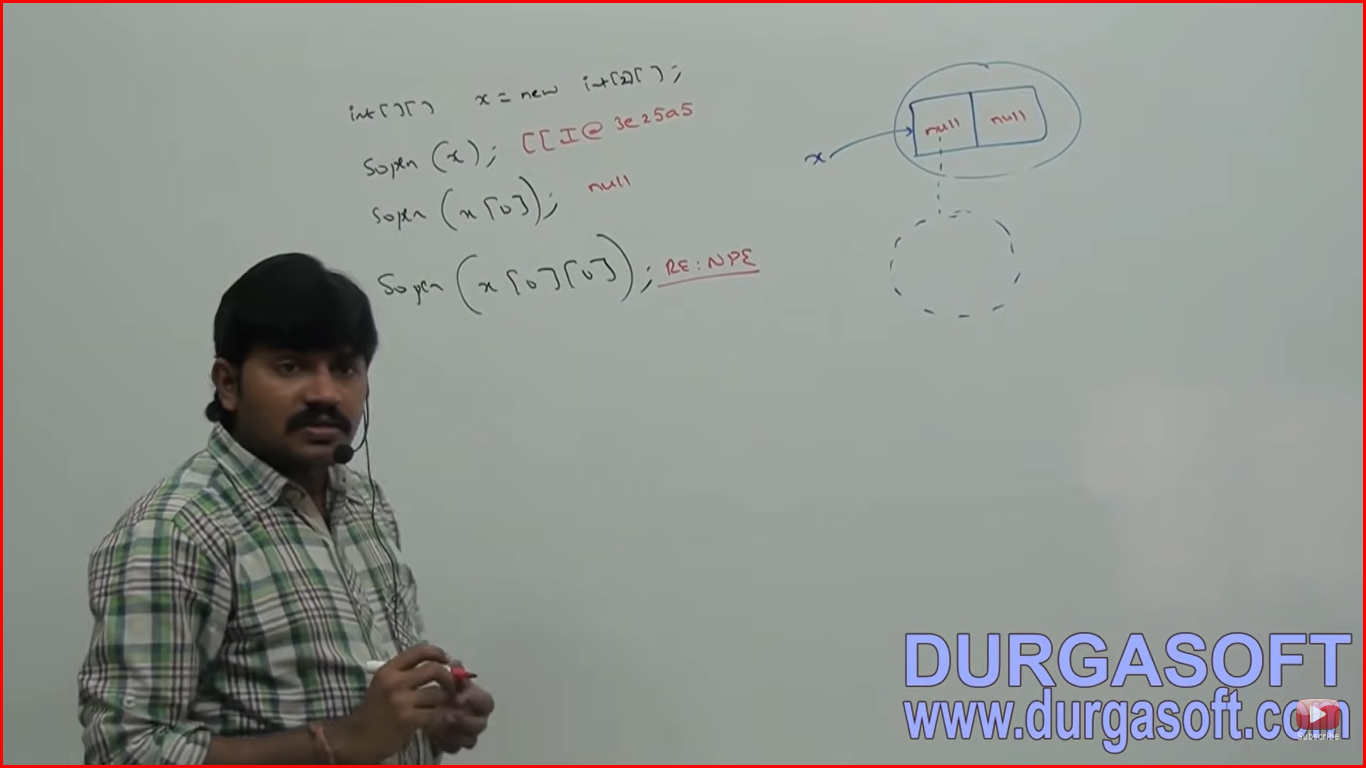 int[][] x = new int[2][];
Sopln (x); [[I@3e25a5
Sopln (x[0]); null
Sopln (x[0][0]); RE:NPE
x null null
DURGASOFT
www.durgasoft.com
Subscribe